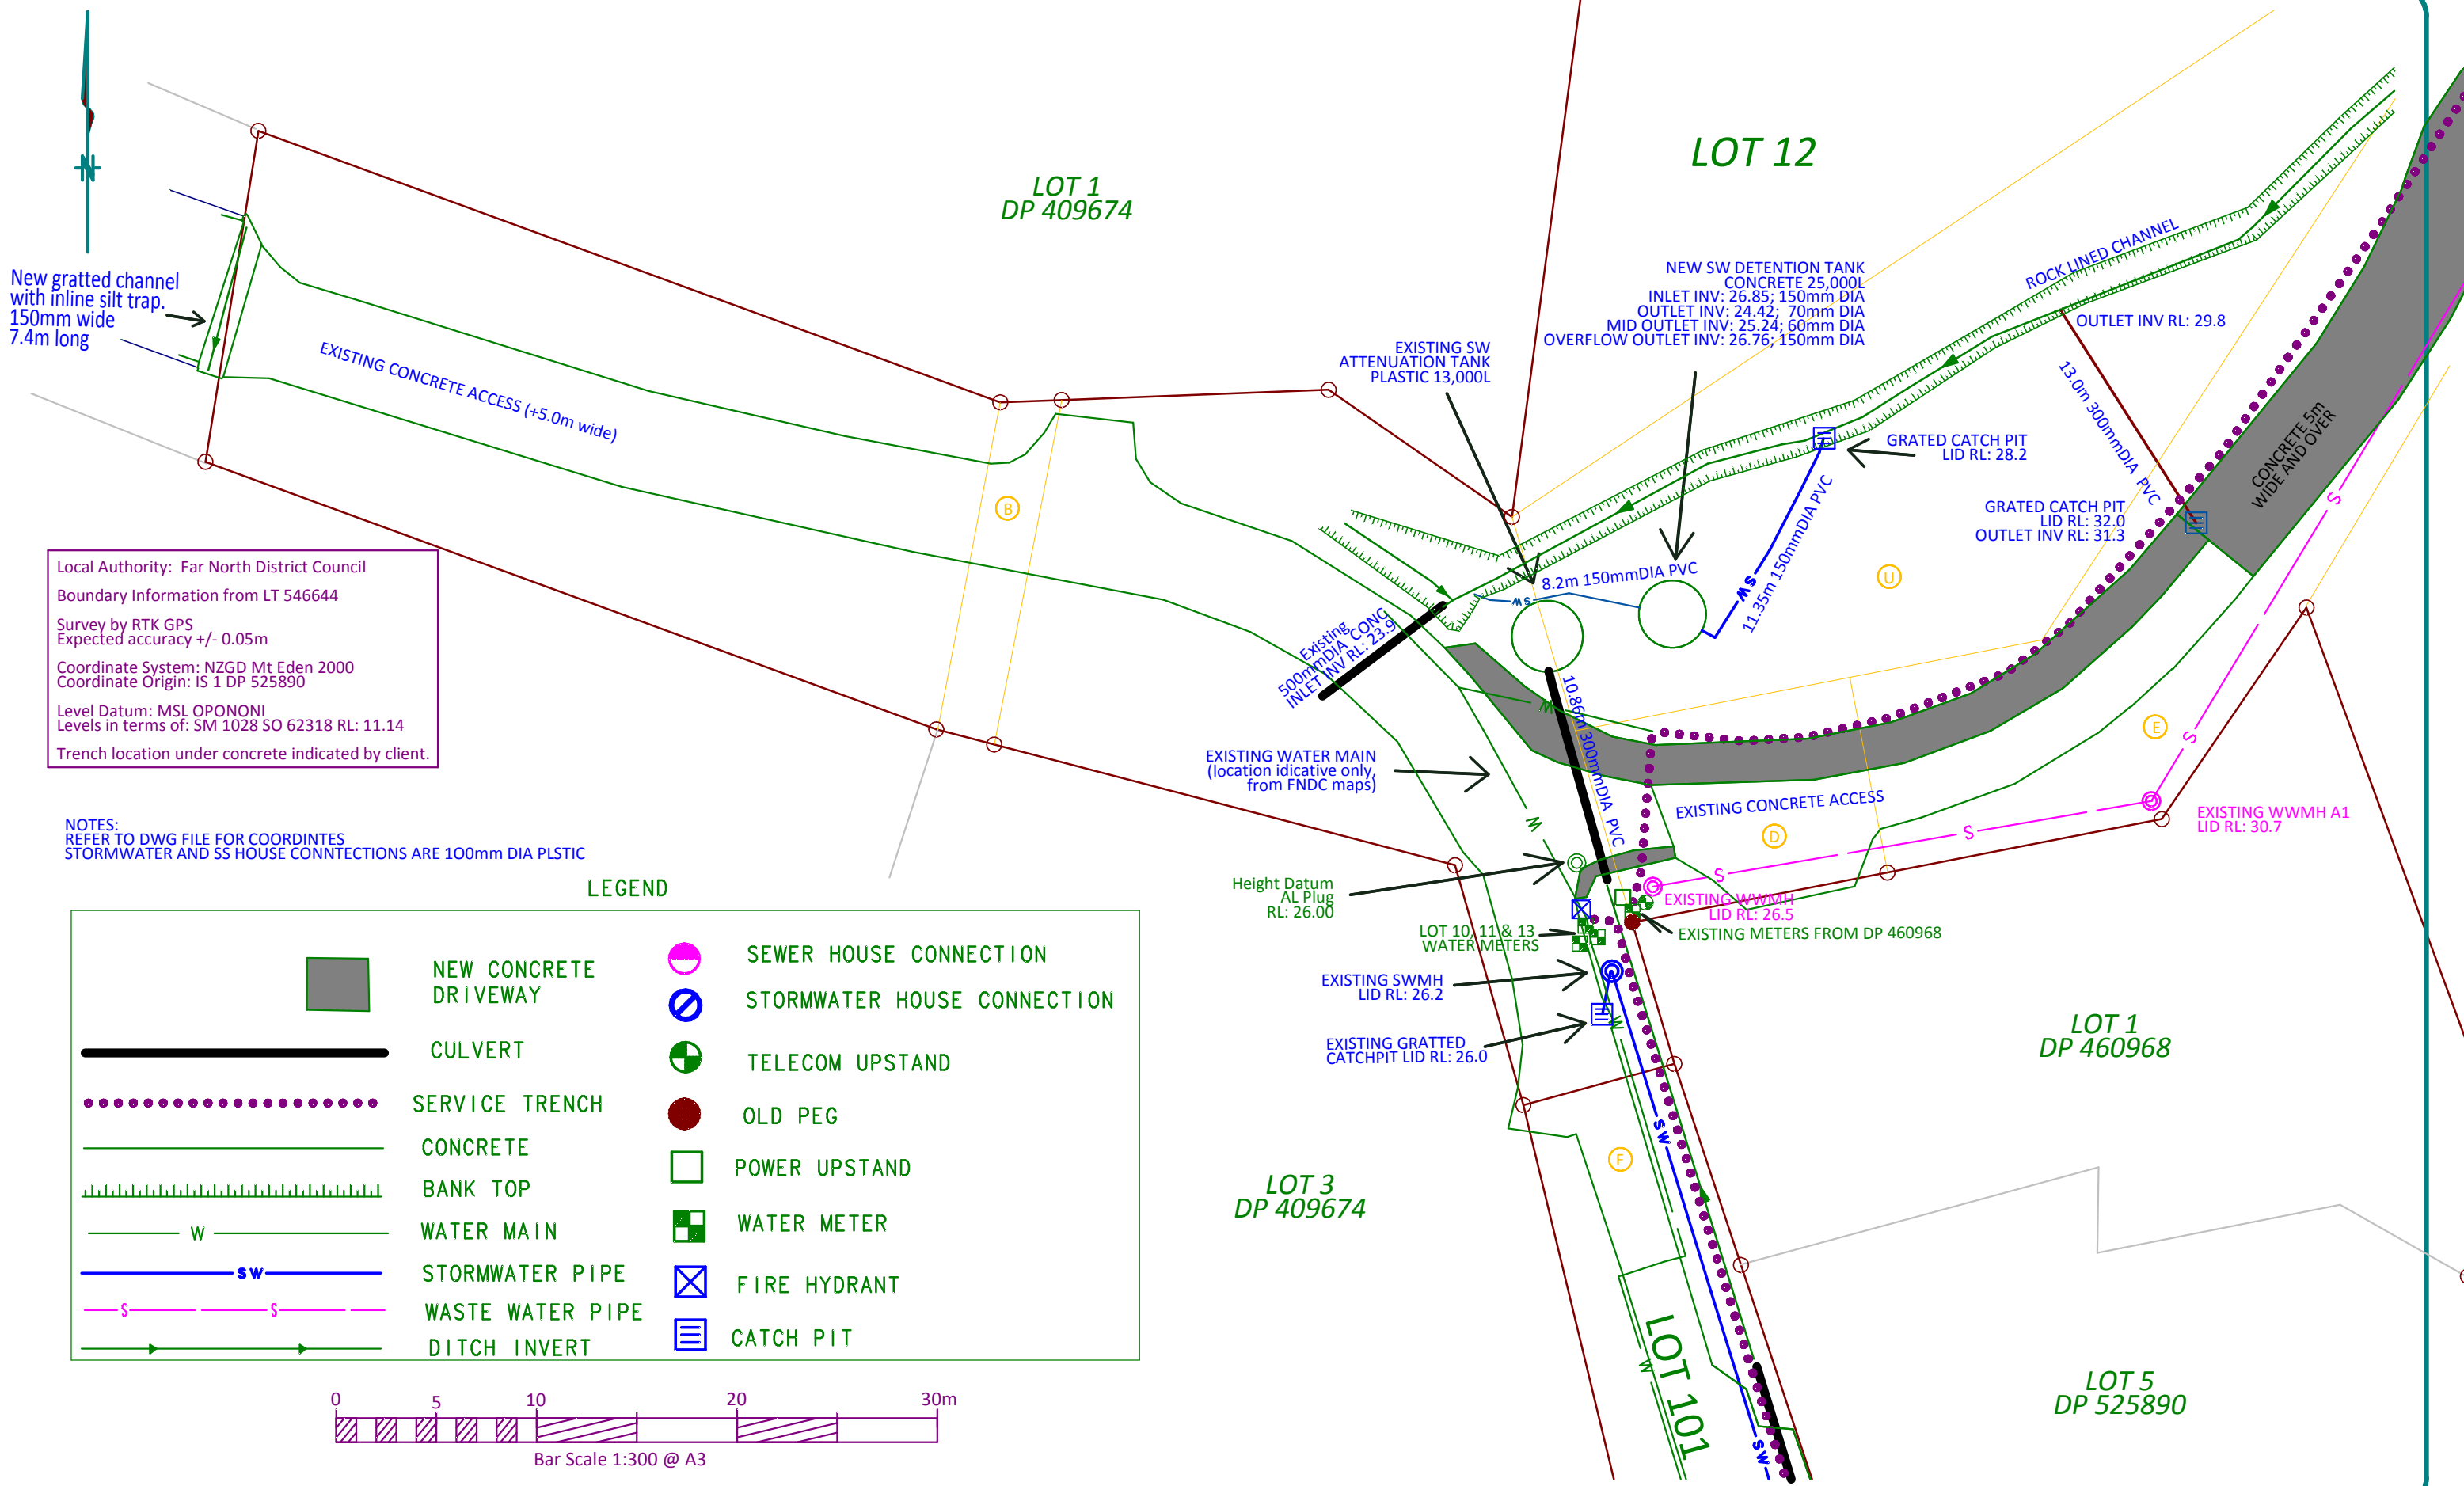 N
LOT 1
DP 409674
LOT 12
New gratted channel
with inline silt trap.
150mm wide
7.4m long
EXISTING CONCRETE ACCESS (+5.0m wide)
EXISTING SW
ATTENUATION TANK
PLASTIC 13,000L
NEW SW DETENTION TANK
CONCRETE 25,000L
INLET INV: 26.85; 150mm DIA
OUTLET INV: 24.42; 70mm DIA
MID OUTLET INV: 25.24; 60mm DIA
OVERFLOW OUTLET INV: 26.76; 150mm DIA
ROCK LINED CHANNEL
OUTLET INV RL: 29.8
13.0m 300mmDIA PVC
GRATED CATCH PIT
LID RL: 28.2
GRATED CATCH PIT
LID RL: 32.0
OUTLET INV RL: 31.3
CONCRETE 5m
WIDE AND OVER
S
B
U
8.2m 150mmDIA PVC
SW
SW
11.35m 150mmDIA PVC
Existing
500mmDIA CONC
INLET INV RL: 23.9
W
10.86m 300mmDIA PVC
E
S
Local Authority: Far North District Council
Boundary Information from LT 546644
Survey by RTK GPS
Expected accuracy +/- 0.05m
Coordinate System: NZGD Mt Eden 2000
Coordinate Origin: IS 1 DP 525890
Level Datum: MSL OPONONI
Levels in terms of: SM 1028 SO 62318 RL: 11.14
Trench location under concrete indicated by client.
EXISTING WATER MAIN
(location idicative only,
from FNDC maps)
W
EXISTING CONCRETE ACCESS
D
S
EXISTING WWMH A1
LID RL: 30.7
NOTES:
REFER TO DWG FILE FOR COORDINTES
STORMWATER AND SS HOUSE CONNTECTIONS ARE 100mm DIA PLSTIC
Height Datum
AL Plug
RL: 26.00
S
EXISTING WWMH
LID RL: 26.5
LOT 10, 11 & 13
WATER METERS
EXISTING METERS FROM DP 460968
EXISTING SWMH
LID RL: 26.2
EXISTING GRATTED
CATCHPIT LID RL: 26.0
W
LOT 1
DP 460968
SW
F
LOT 3
DP 409674
W
LOT 101
SW
LOT 5
DP 525890
LEGEND
NEW CONCRETE
DRIVEWAY
CULVERT
SERVICE TRENCH
CONCRETE
BANK TOP
W
WATER MAIN
SW
STORMWATER PIPE
S S
WASTE WATER PIPE
DITCH INVERT
SEWER HOUSE CONNECTION
STORMWATER HOUSE CONNECTION
TELECOM UPSTAND
OLD PEG
POWER UPSTAND
WATER METER
FIRE HYDRANT
CATCH PIT
0 5 10 20 30m
Bar Scale 1:300 @ A3